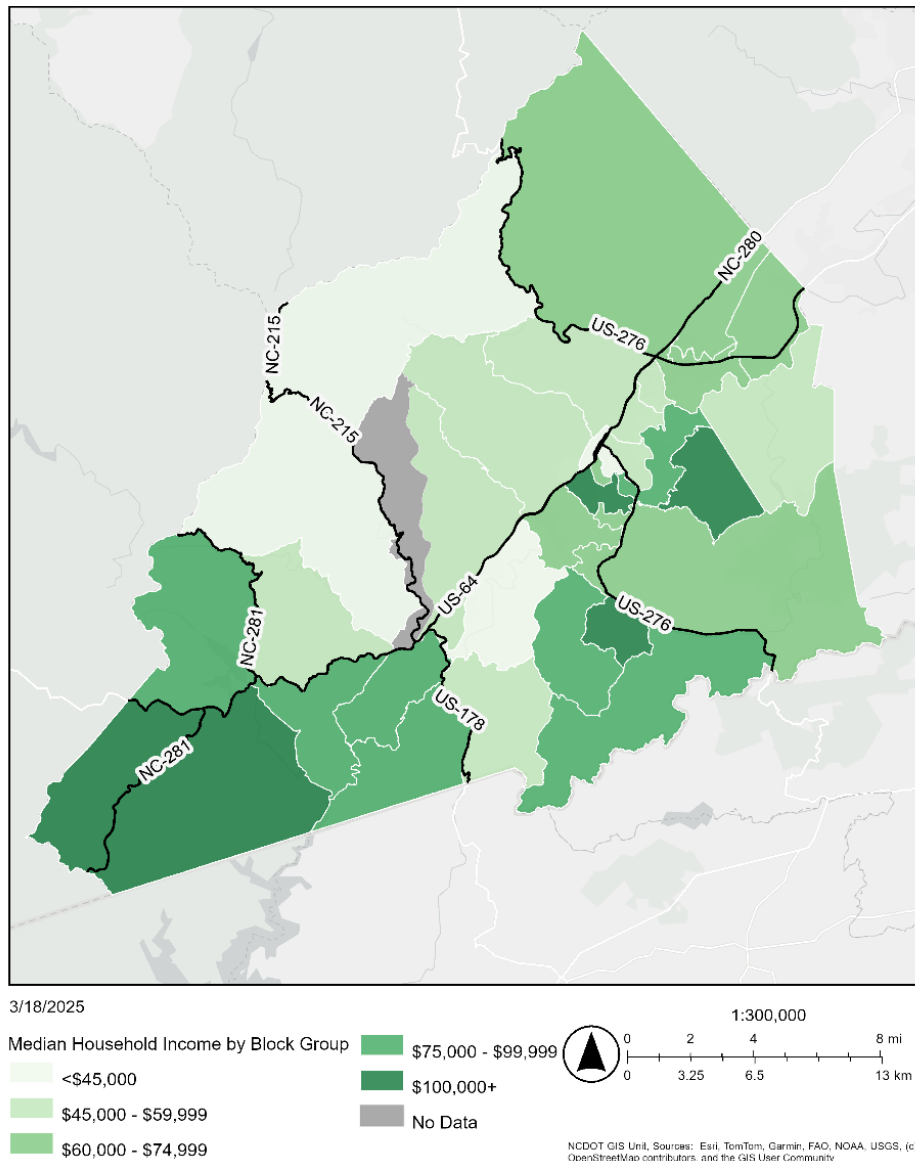 NC-280
US-276
NC-215
NC-215
US-64
US-276
NC-281
US-178
NC-281
3/18/2025
Median Household Income by Block Group
<$45,000
$45,000 - $59,999
$60,000 - $74,999
$75,000 - $99,999
$100,000+
No Data
1:300,000
0 2 4 8 mi
0 3.25 6.5 13 km
NCDOT GIS Unit, Sources: Esri, TomTom, Garmin, FAO, NOAA, USGS, (c
OpenStreetMap contributors, and the GIS User Community